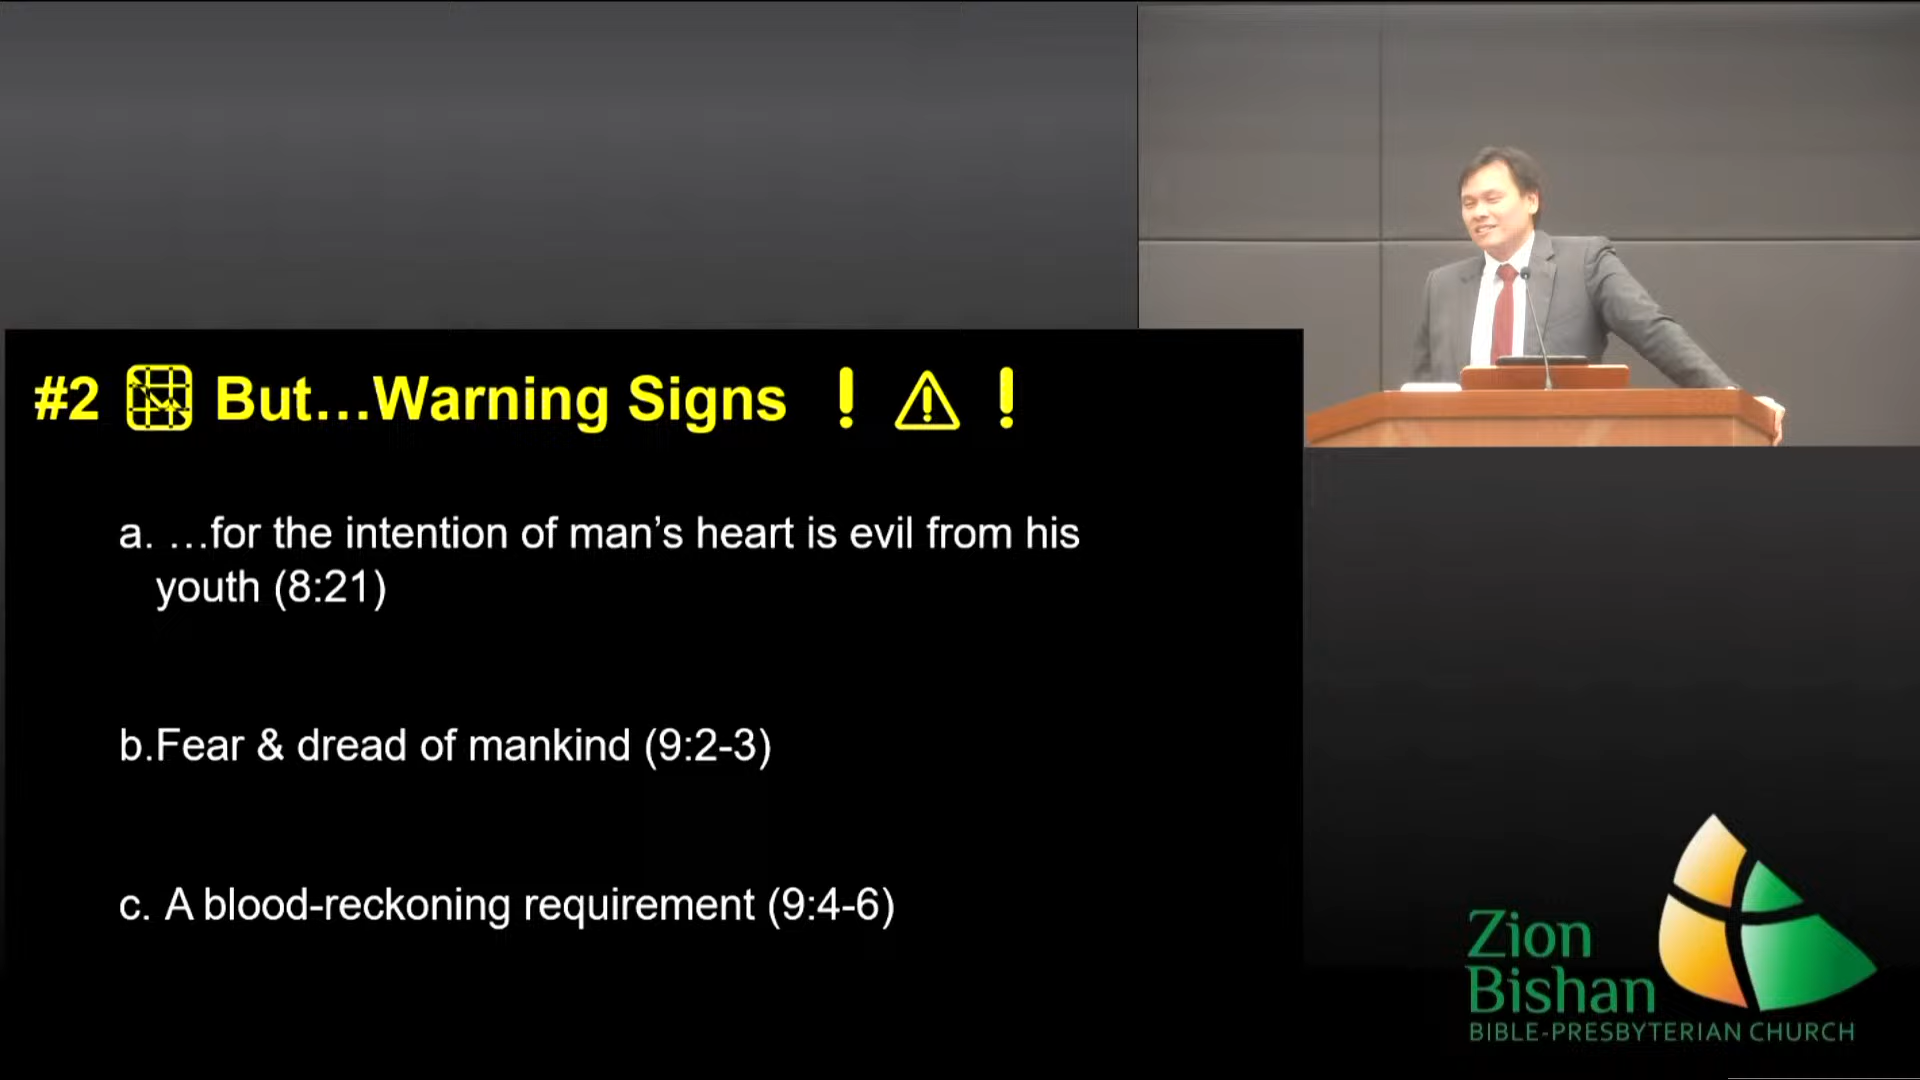 #2 But…Warning Signs ! ⚠ !
a. …for the intention of man’s heart is evil from his
youth (8:21)
b.Fear & dread of mankind (9:2-3)
c. A blood-reckoning requirement (9:4-6)
Zion
Bishan
BIBLE-PRESBYTERIAN CHURCH